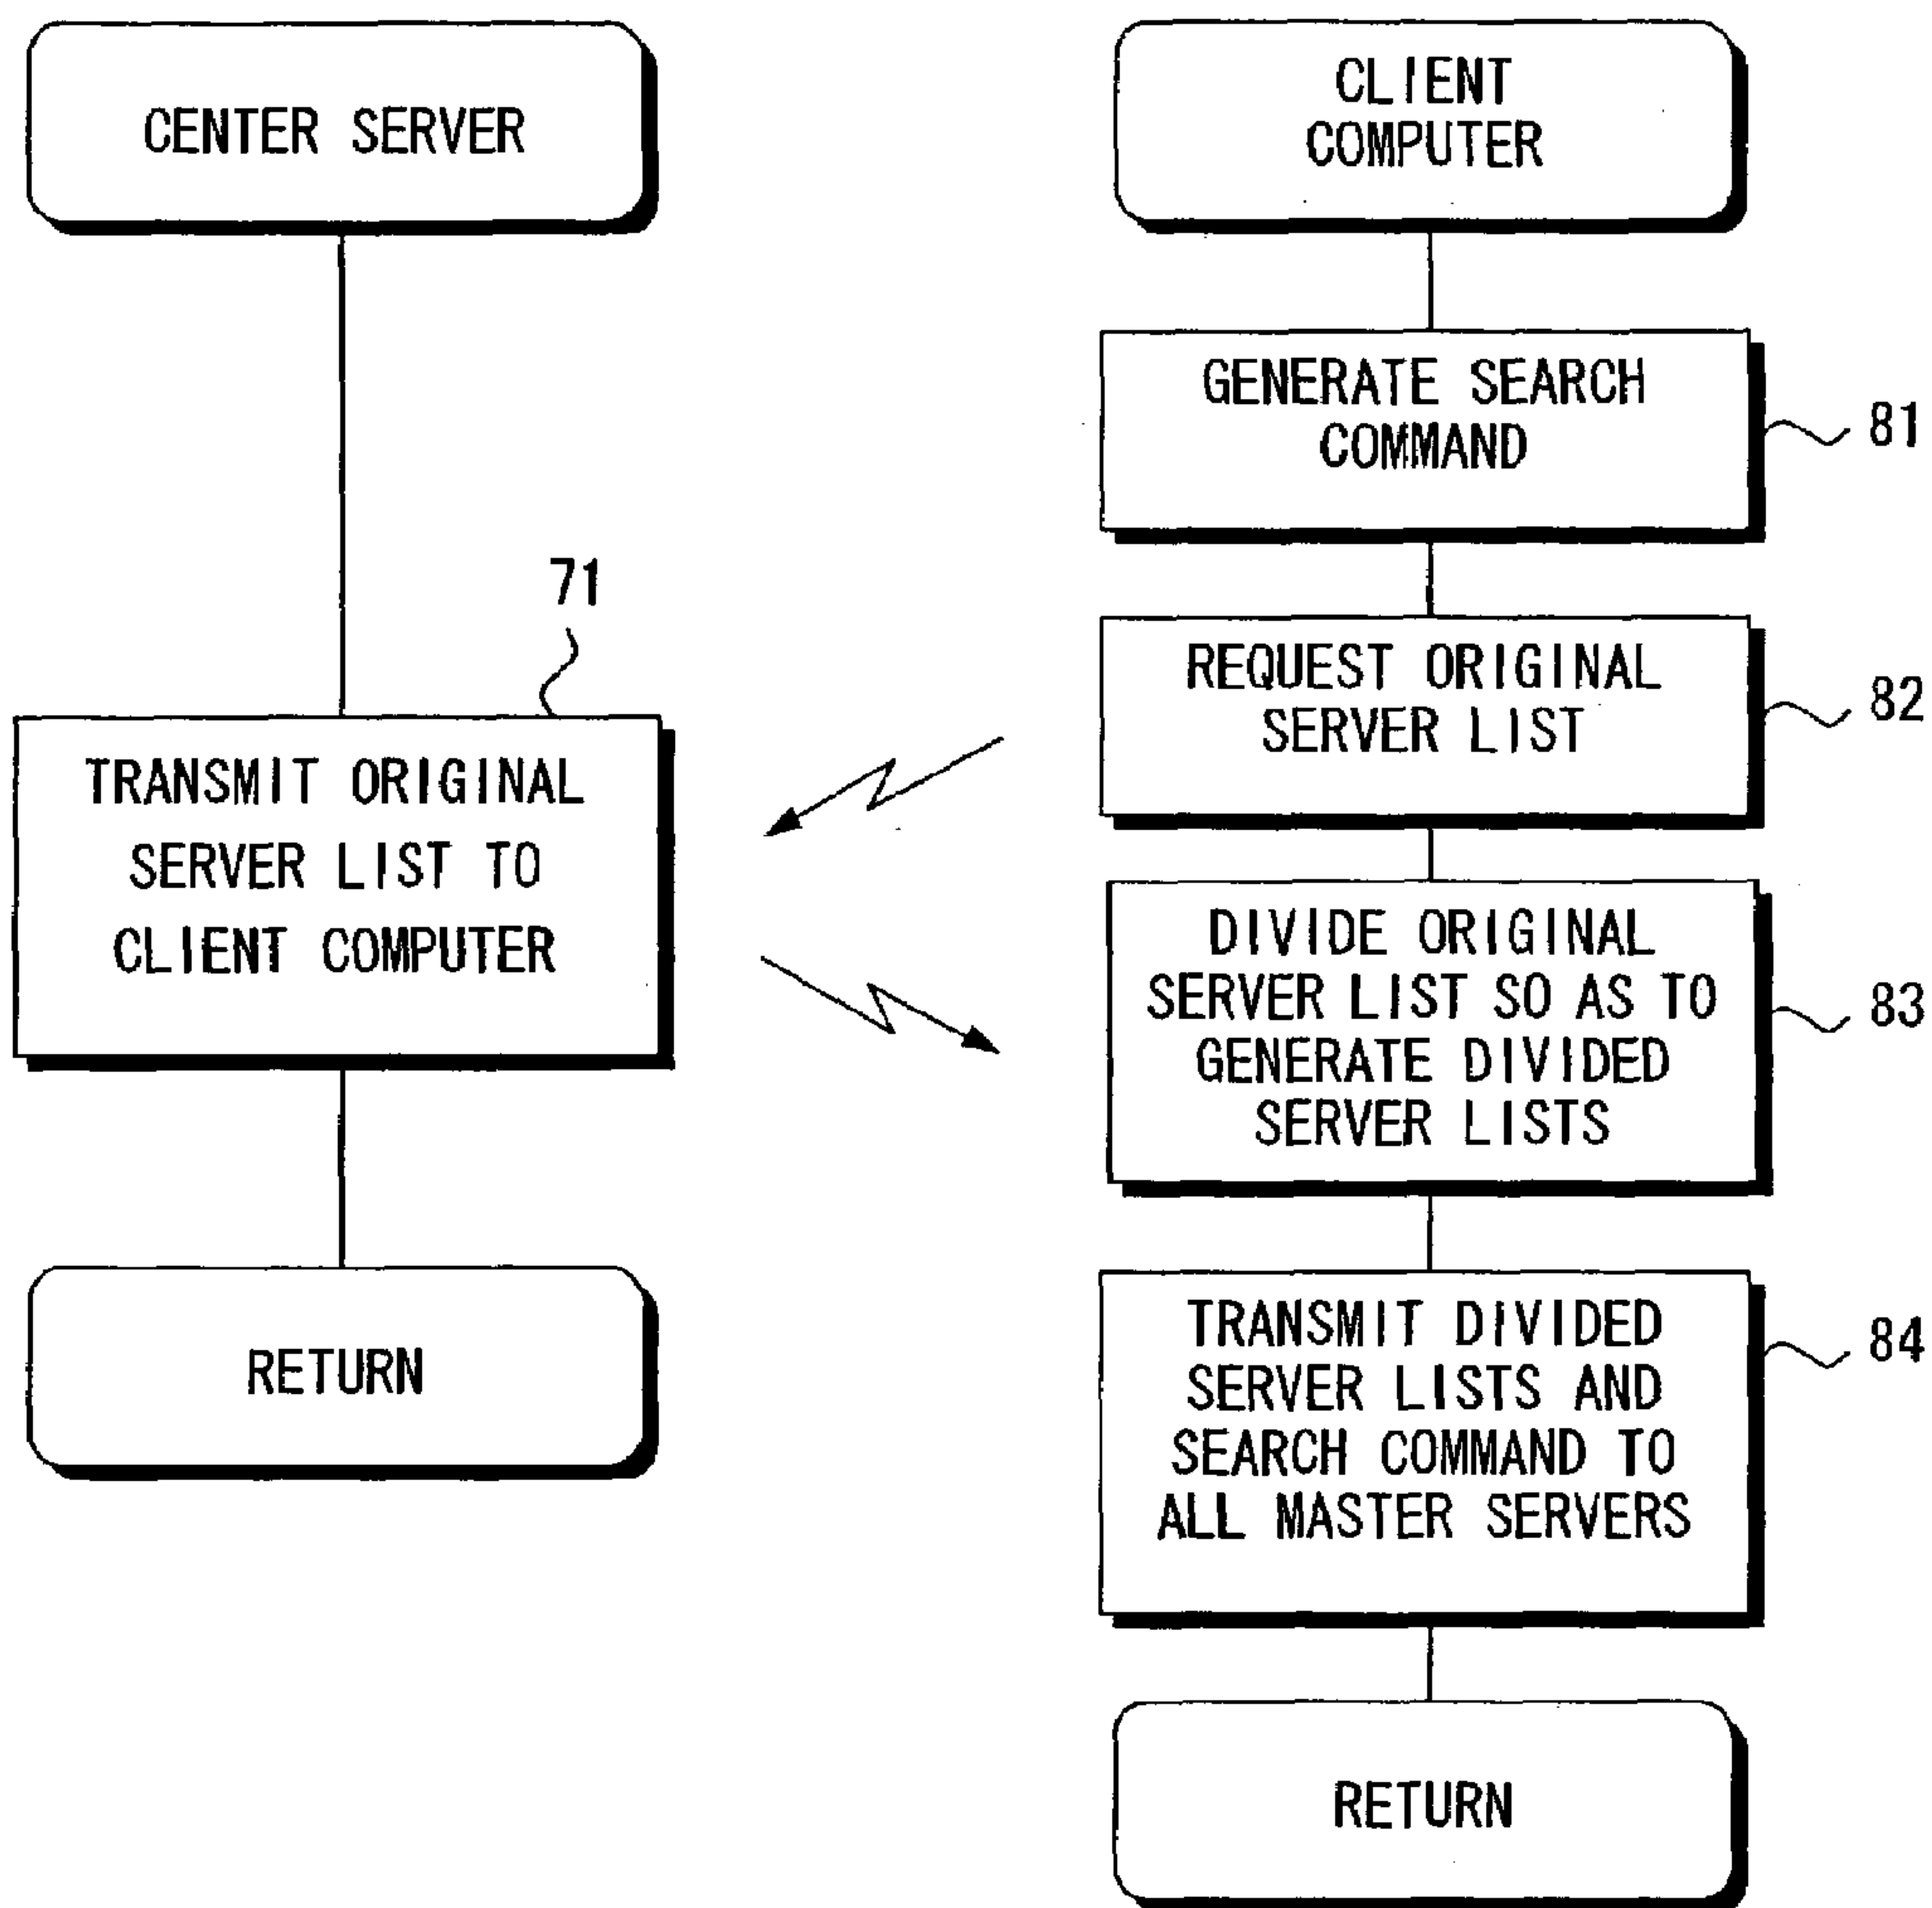 CENTER SERVER
71
TRANSMIT ORIGINAL
SERVER LIST TO
CLIENT COMPUTER
RETURN
CLIENT
COMPUTER
GENERATE SEARCH
COMMAND
81
REQUEST ORIGINAL
SERVER LIST
82
DIVIDE ORIGINAL
SERVER LIST SO AS TO
GENERATE DIVIDED
SERVER LISTS
83
TRANSMIT DIVIDED
SERVER LISTS AND
SEARCH COMMAND TO
ALL MASTER SERVERS
84
RETURN